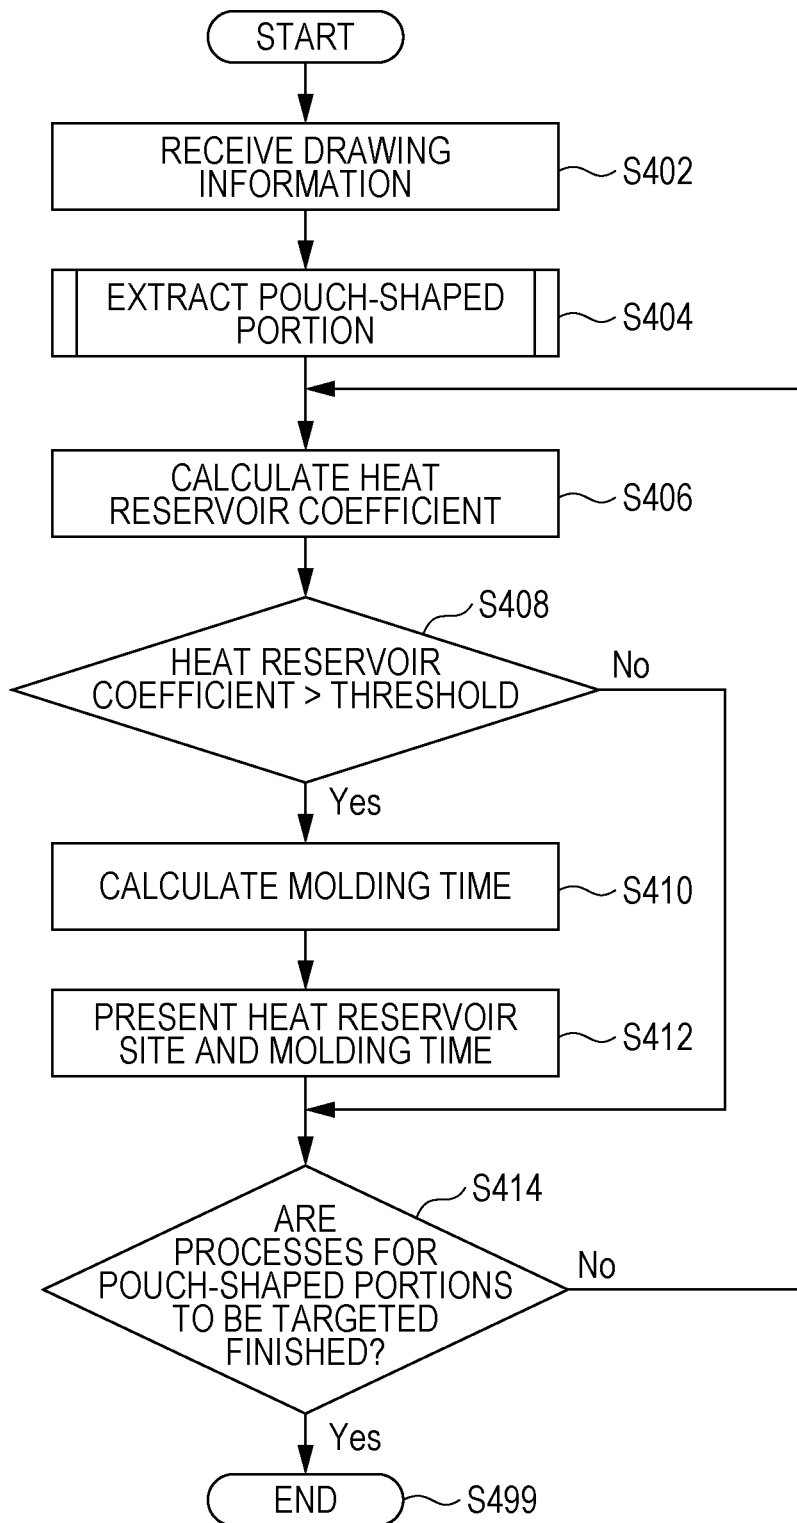 START
RECEIVE DRAWING
INFORMATION
S402
EXTRACT POUCH-SHAPED
PORTION
S404
CALCULATE HEAT
RESERVOIR COEFFICIENT
S406
S408
HEAT RESERVOIR
COEFFICIENT > THRESHOLD
No
Yes
CALCULATE MOLDING TIME
S410
PRESENT HEAT RESERVOIR
SITE AND MOLDING TIME
S412
S414
ARE
PROCESSES FOR
POUCH-SHAPED PORTIONS
TO BE TARGETED
FINISHED?
No
Yes
END
S499